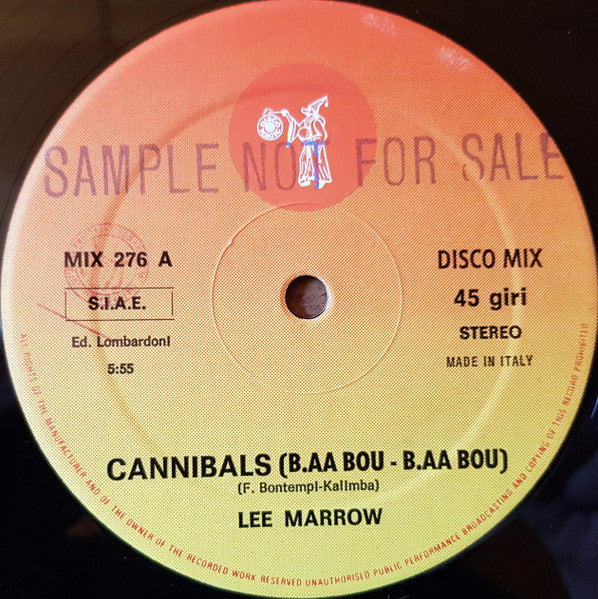 SAMPLE NOT FOR SALE
MIX 276 A
S.I.A.E.
Ed. Lombardoni
5:55
DISCO MIX
45 giri
STEREO
MADE IN ITALY
CANNIBALS (B.AA BOU - B.AA BOU)
(F. Bontempi-Kalimba)
LEE MARROW
ALL RIGHTS OF THE MANUFACTURER AND OF THE OWNER OF THE RECORDED WORK RESERVED UNAUTHORISED PUBLIC PERFORMANCE BROADCASTING AND COPYING OF THIS RECORD PROHIBITED